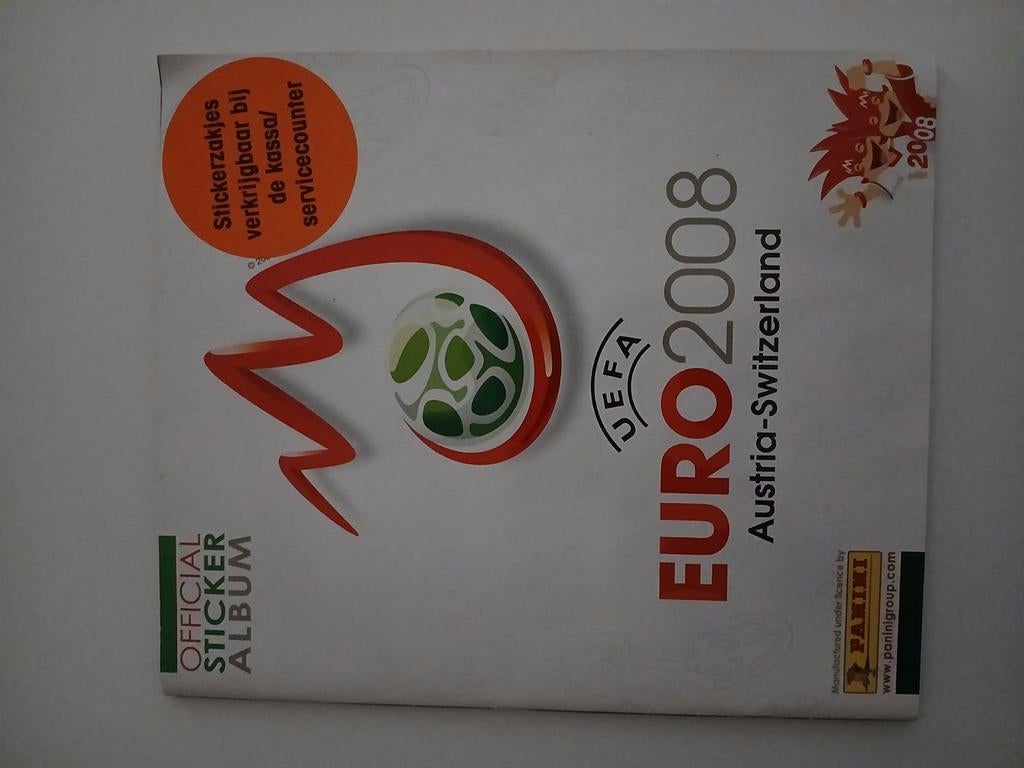 OFFICIAL
STICKER
ALBUM
Stickerzakjes
verkrijgbaar bij
de kassa/
servicecounter
UEFA
EURO2008
Austria-Switzerland
Manufactured under licence by
PANINI
www.paninigroup.com
2008